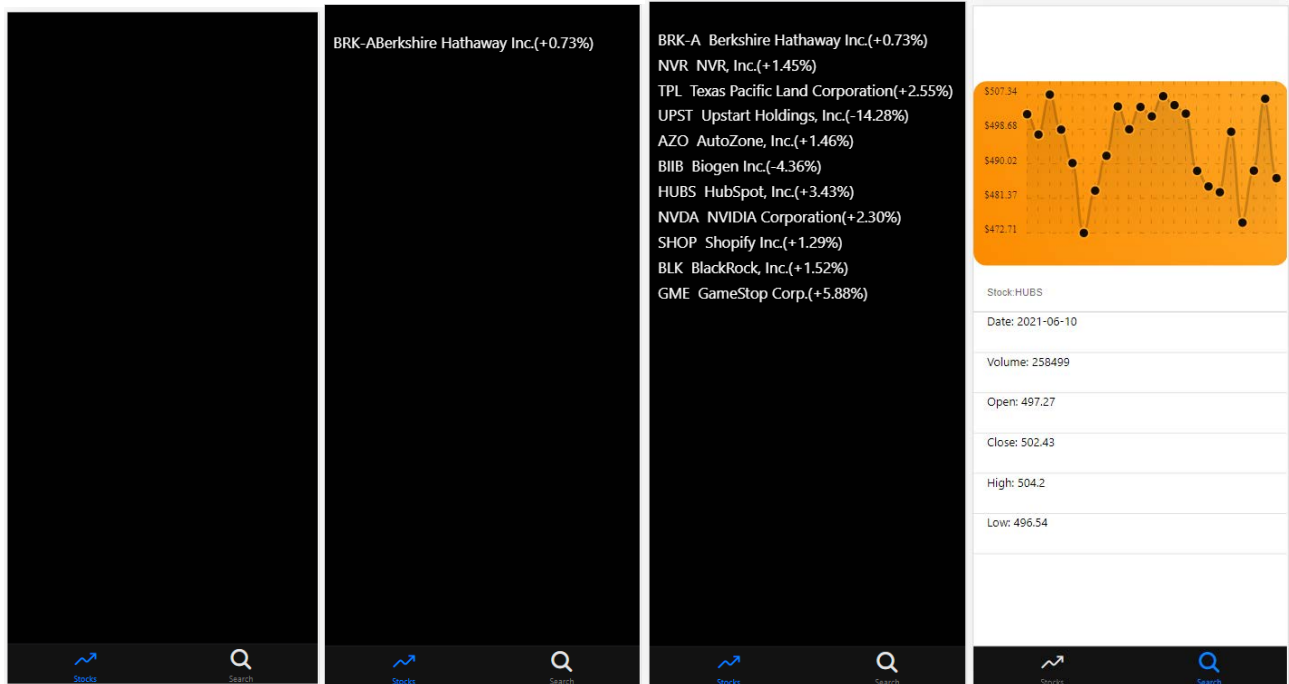 Stocks
Search
BRK-ABerkshire Hathaway Inc.(+0.73%)
Stocks
Search
BRK-A Berkshire Hathaway Inc.(+0.73%)
NVR NVR, Inc.(+1.45%)
TPL Texas Pacific Land Corporation(+2.55%)
UPST Upstart Holdings, Inc.(-14.28%)
AZO AutoZone, Inc.(+1.46%)
BIIB Biogen Inc.(-4.36%)
HUBS HubSpot, Inc.(+3.43%)
NVDA NVIDIA Corporation(+2.30%)
SHOP Shopify Inc.(+1.29%)
BLK BlackRock, Inc.(+1.52%)
GME GameStop Corp.(+5.88%)
Stocks
Search
$507.34
$498.68
$490.02
$481.37
$472.71
Stock:HUBS
Date: 2021-06-10
Volume: 258499
Open: 497.27
Close: 502.43
High: 504.2
Low: 496.54
Stocks
Search